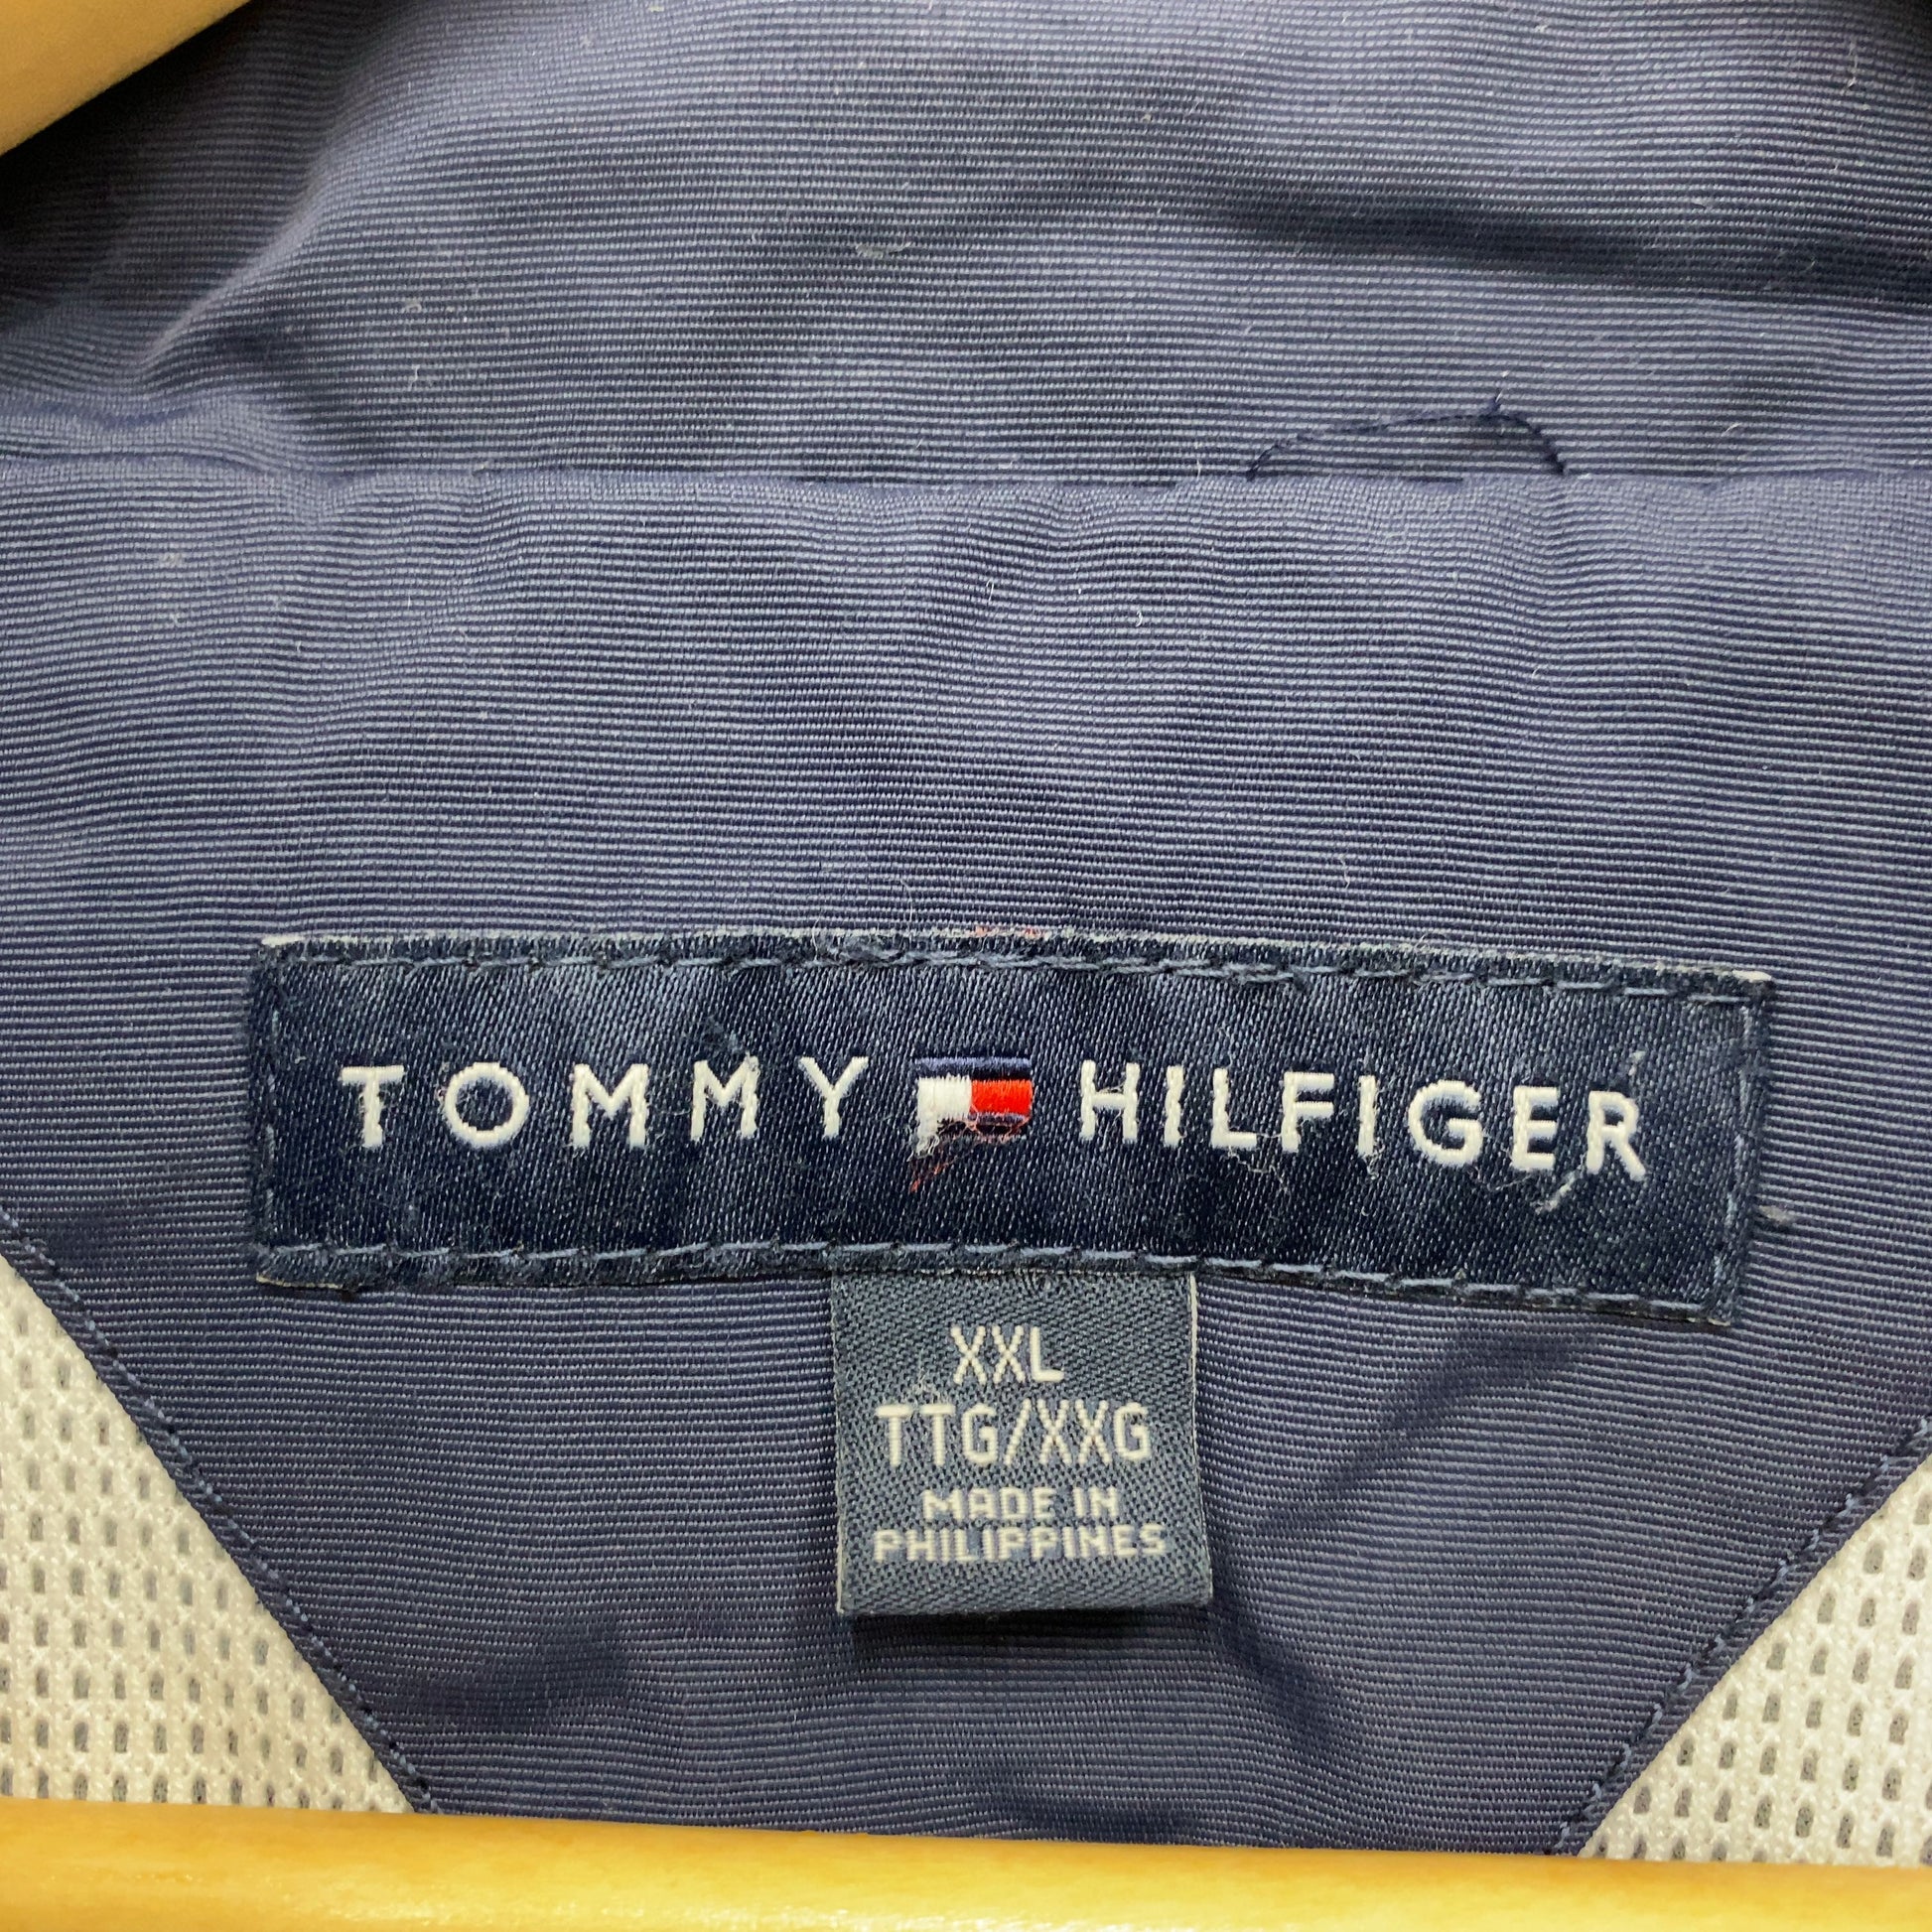 TOMMY HILFIGER
XXL
TTG/XXG
MADE IN
PHILIPPINES